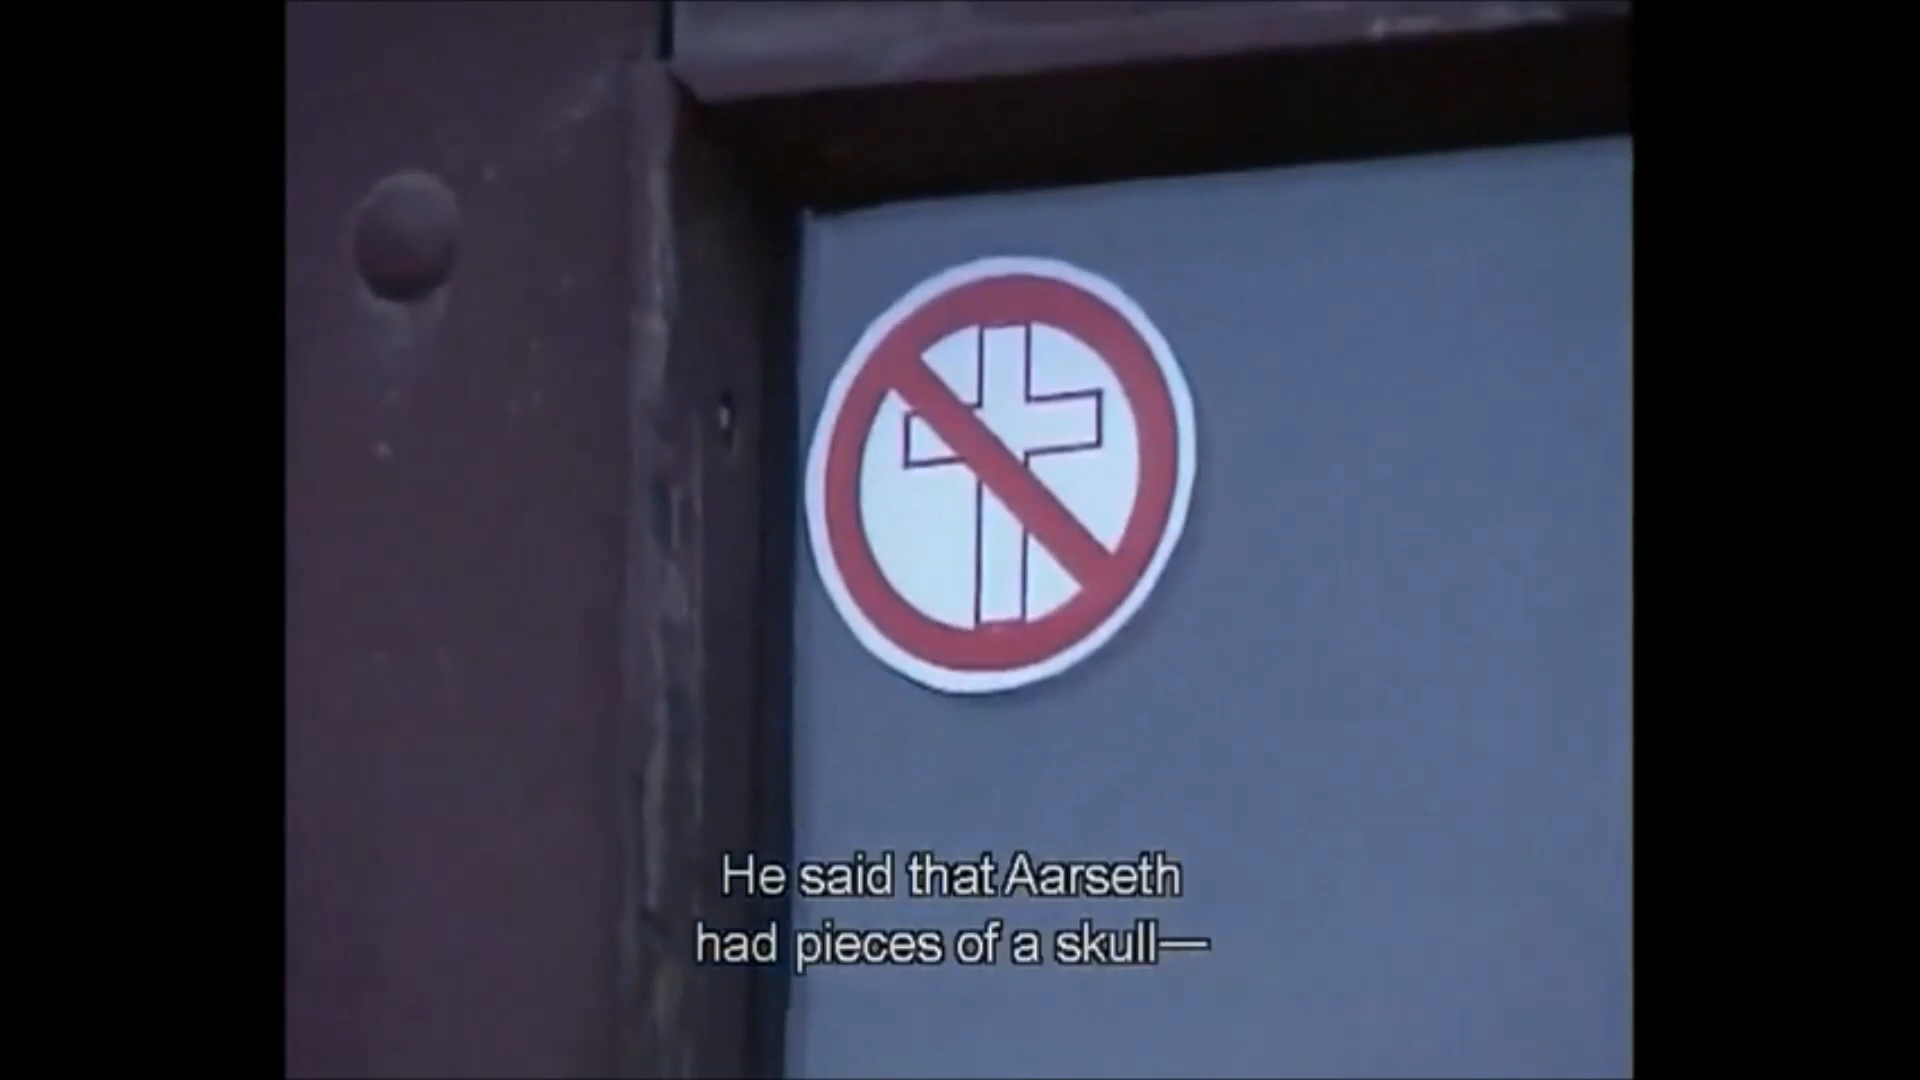 He said that Aarseth
had pieces of a skull—